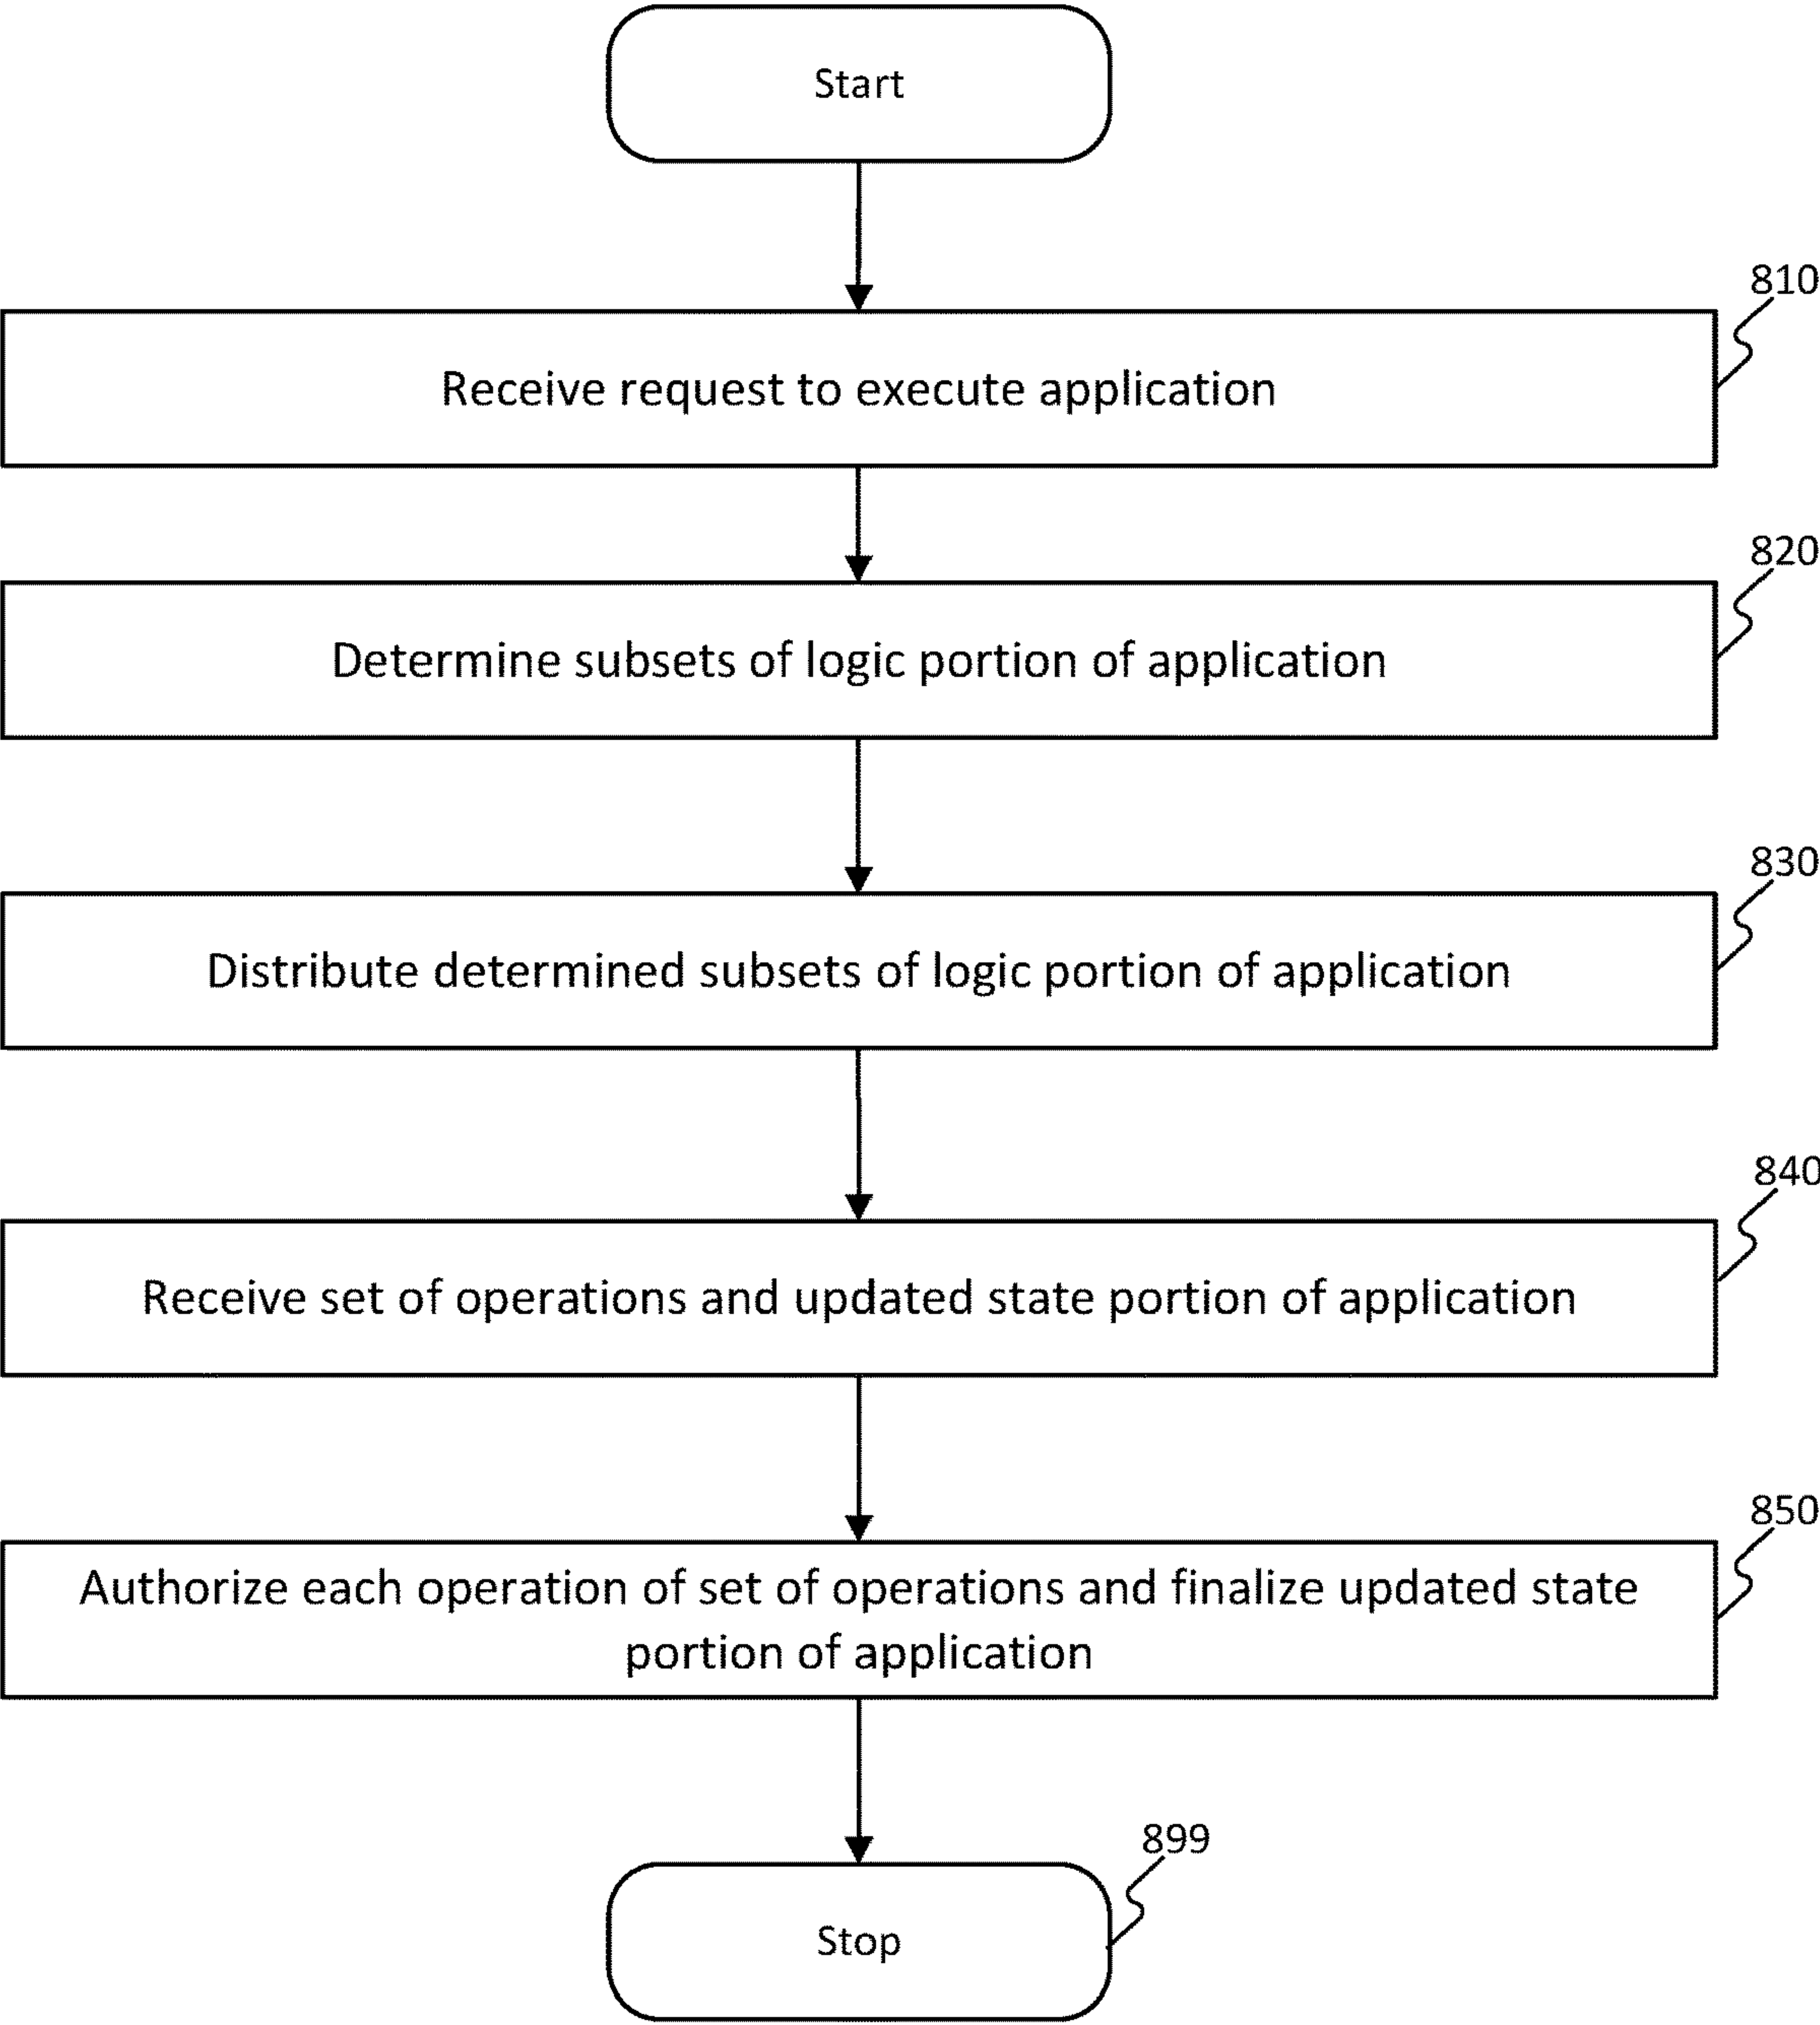 Start
810
Receive request to execute application
820
Determine subsets of logic portion of application
830
Distribute determined subsets of logic portion of application
840
Receive set of operations and updated state portion of application
850
Authorize each operation of set of operations and finalize updated state
portion of application
899
Stop